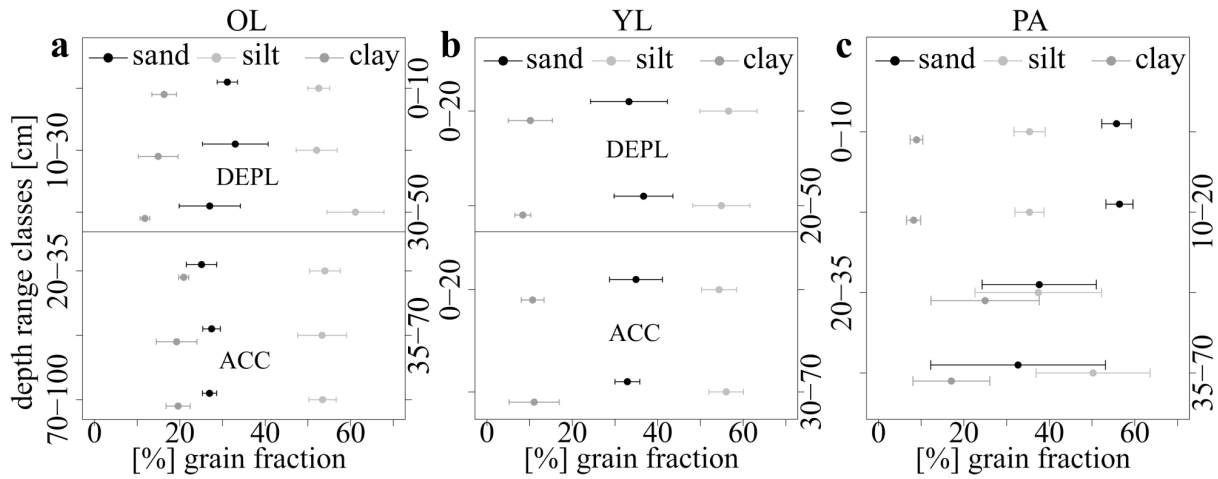 OL
YL
PA
a
sand
silt
clay
b
sand
silt
clay
c
sand
silt
clay
depth range classes [cm]
0–10
10–30
DEPL
30–50
20–35
35–70
ACC
70–100
0 20 40 60
[%] grain fraction
0–20
DEPL
20–50
0–20
ACC
30–70
0 20 40 60
[%] grain fraction
0–10
10–20
20–35
35–70
0 20 40 60
[%] grain fraction